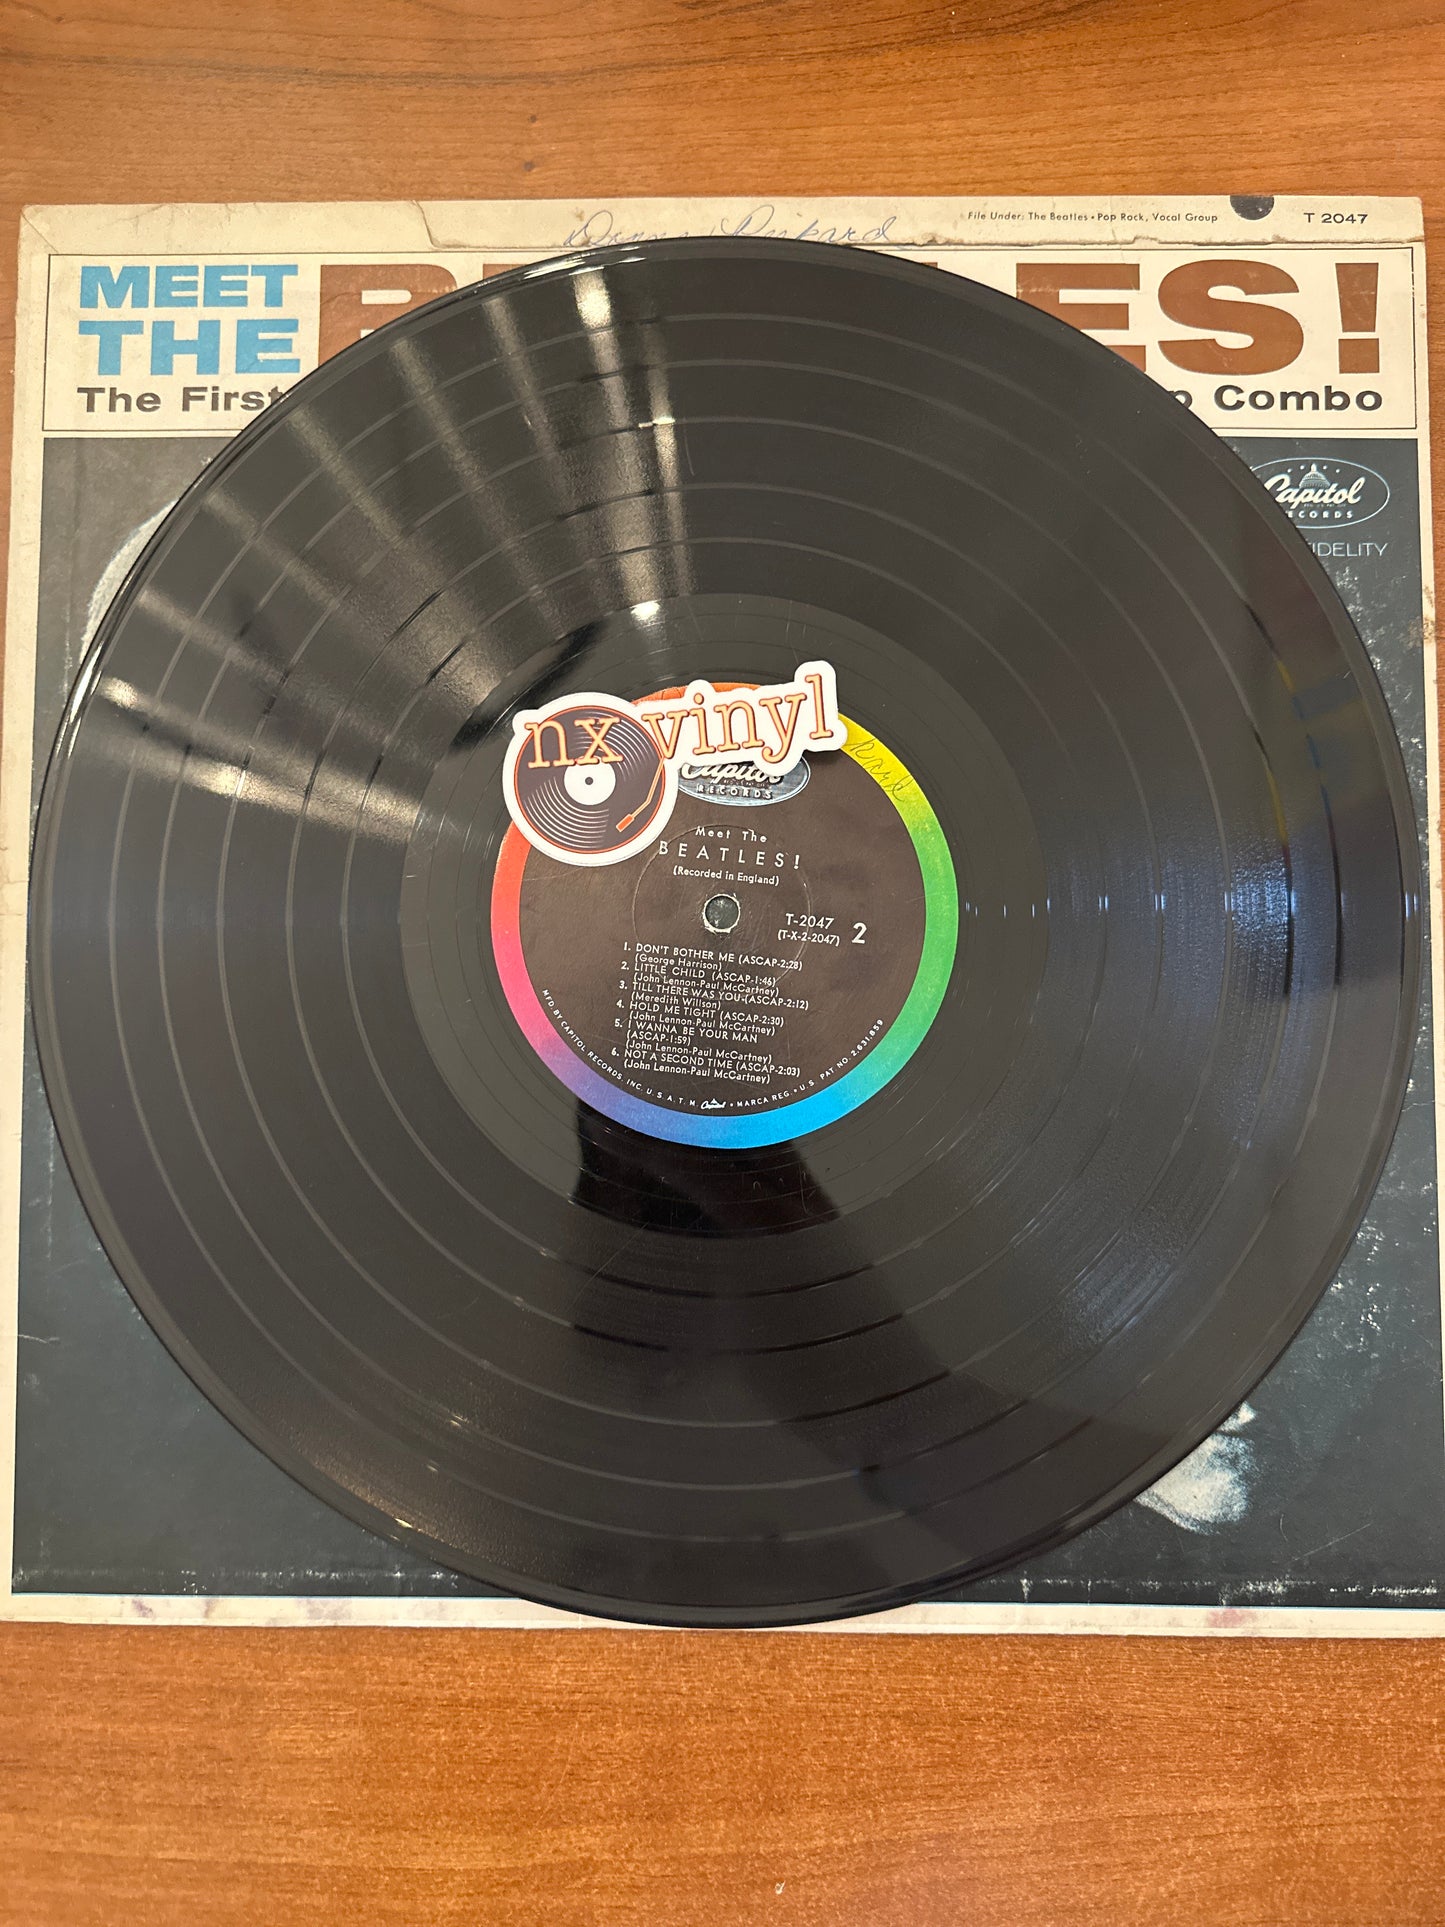 File Under: The Beatles • Pop Rock, Vocal Group
T 2047
MEET
THE
ES!
The First
Combo
Capitol
RECORDS
FIDELITY
nx vinyl
Capitol
RECORDS
Meet The
BEATLES!
(Recorded in England)
T-2047
(T-X-2-2047)
2
1. DON'T BOTHER ME (ASCAP-2:28)
(George Harrison)
2. LITTLE CHILD (ASCAP-1:46)
(John Lennon-Paul McCartney)
3. TILL THERE WAS YOU-(ASCAP-2:12)
(Meredith Willson)
4. HOLD ME TIGHT (ASCAP-2:30)
(John Lennon-Paul McCartney)
5. I WANNA BE YOUR MAN
(ASCAP-1:59)
(John Lennon-Paul McCartney)
6. NOT A SECOND TIME (ASCAP-2:03)
(John Lennon-Paul McCartney)
MFD BY CAPITOL RECORDS, INC. U.S.A. T.M. Capitol • MARCA REG. • U.S. PAT NO. 2,631,859